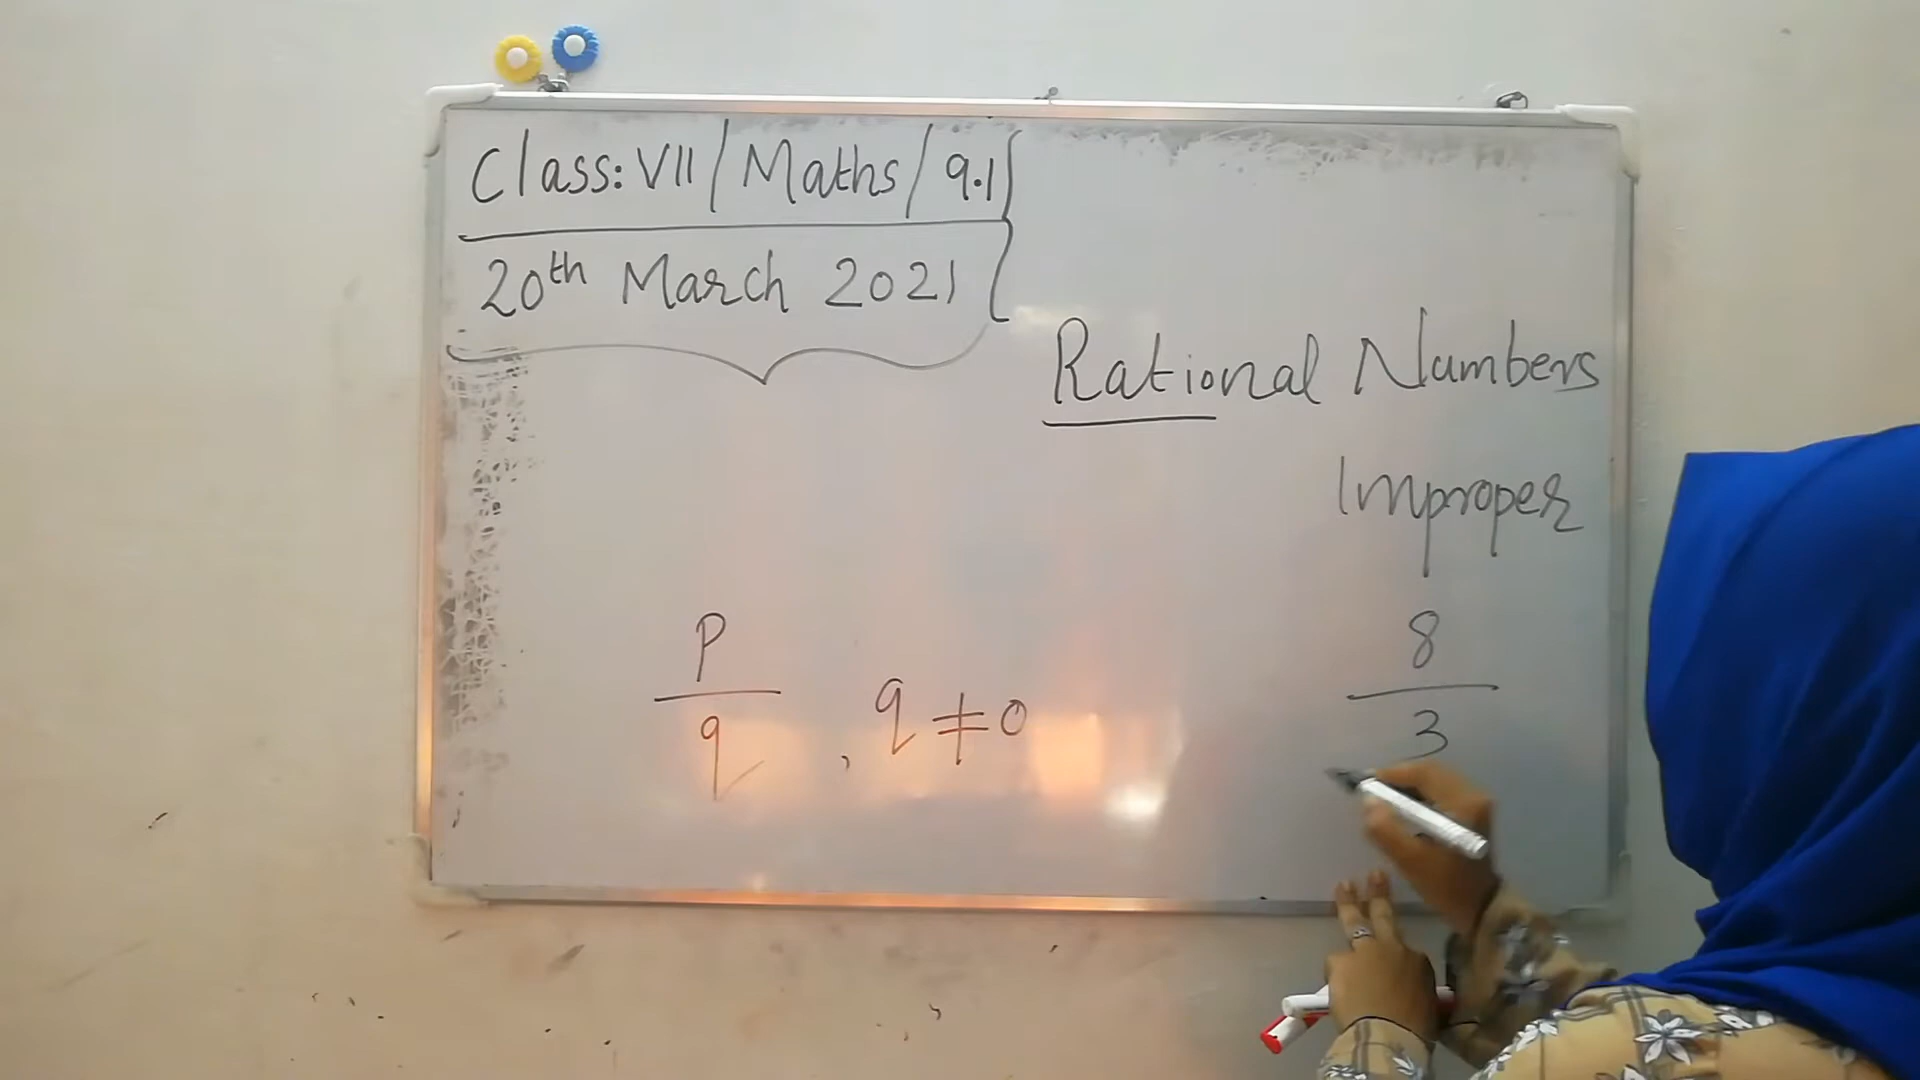 Class: VII / Maths / 9.1
20th March 2021
Rational Numbers
Improper
P
q
, q ≠ 0
8
3